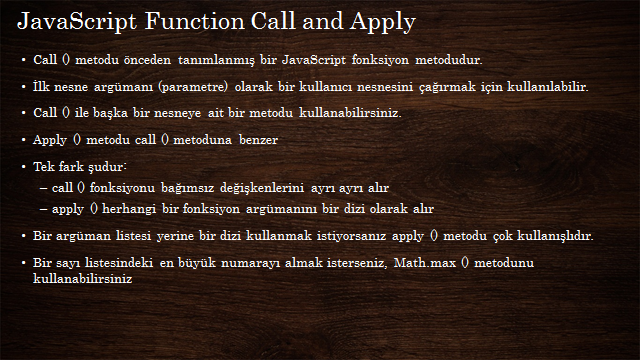 JavaScript Function Call and Apply
• Call () metodu önceden tanımlanmış bir JavaScript fonksiyon metodudur.
• İlk nesne argümanı (parametre) olarak bir kullanıcı nesnesini çağırmak için kullanılabilir.
• Call () ile başka bir nesneye ait bir metodu kullanabilirsiniz.
• Apply () metodu call () metoduna benzer
• Tek fark şudur:
– call () fonksiyonu bağımsız değişkenlerini ayrı ayrı alır
– apply () herhangi bir fonksiyon argümanını bir dizi olarak alır
• Bir argüman listesi yerine bir dizi kullanmak istiyorsanız apply () metodu çok kullanışlıdır.
• Bir sayı listesindeki en büyük numarayı almak isterseniz, Math.max () metodunu
kullanabilirsiniz